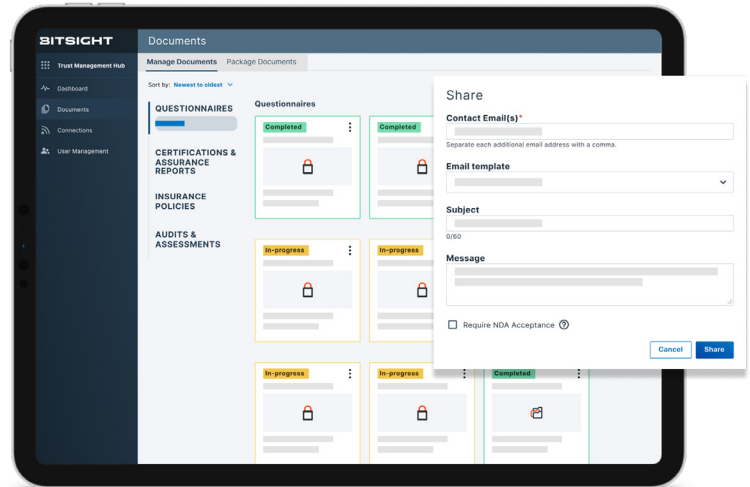 BITSIGHT
Documents
Trust Management Hub
Dashboard
Documents
Connections
User Management
Manage Documents
Package Documents
Sort by: Newest to oldest
QUESTIONNAIRES
CERTIFICATIONS &
ASSURANCE
REPORTS
INSURANCE
POLICIES
AUDITS &
ASSESSMENTS
Questionnaires
Completed
Completed
In-progress
In-progress
In-progress
In-progress
Completed
Share
Contact Email(s)*
Separate each additional email address with a comma.
Email template
Subject
0/60
Message
Require NDA Acceptance
Cancel
Share